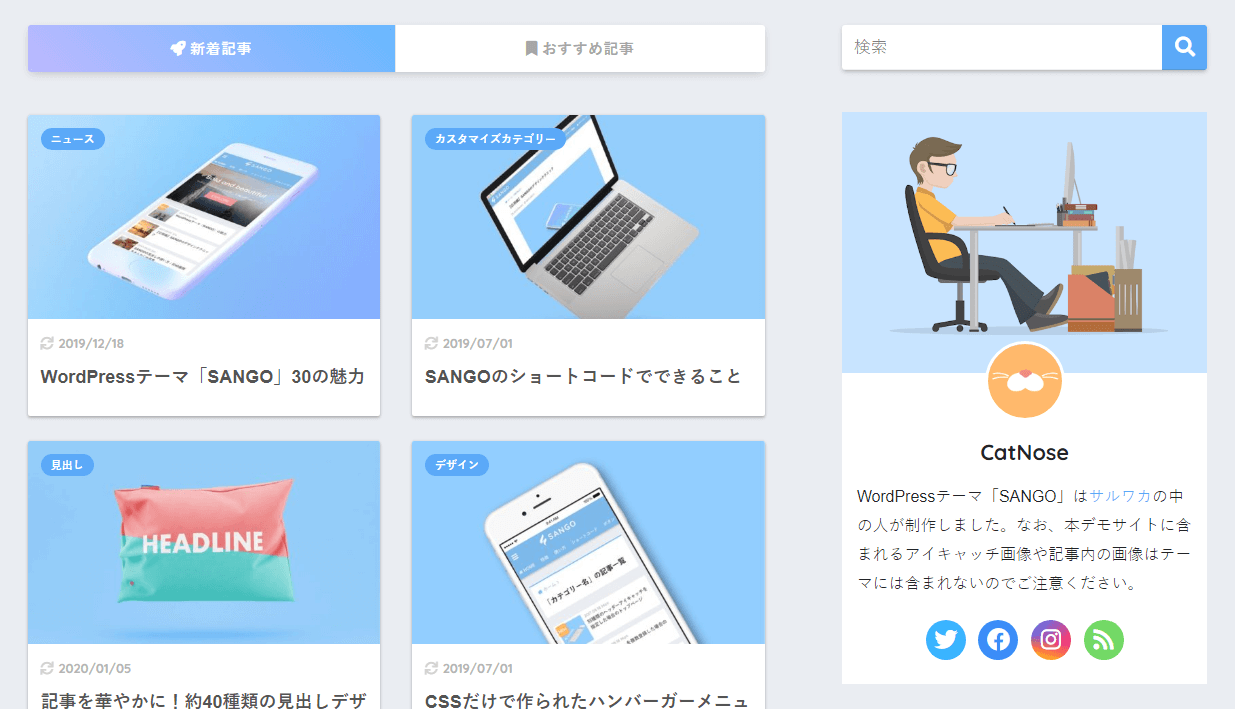 新着記事
おすすめ記事
検索
ニュース
SANGO
カスタマイズカテゴリー
SANGO
2019/12/18
WordPressテーマ「SANGO」30の魅力
2019/07/01
SANGOのショートコードでできること
見出し
HEADLINE
デザイン
SANGO
「カテゴリー名」の記事一覧
2020/01/05
記事を華やかに！約40種類の見出しデザ
2019/07/01
CSSだけで作られたハンバーガーメニュ
CatNose
WordPressテーマ「SANGO」はサルワカの中
の人が制作しました。なお、本デモサイトに含
まれるアイキャッチ画像や記事内の画像はテー
マには含まれないのでご注意ください。